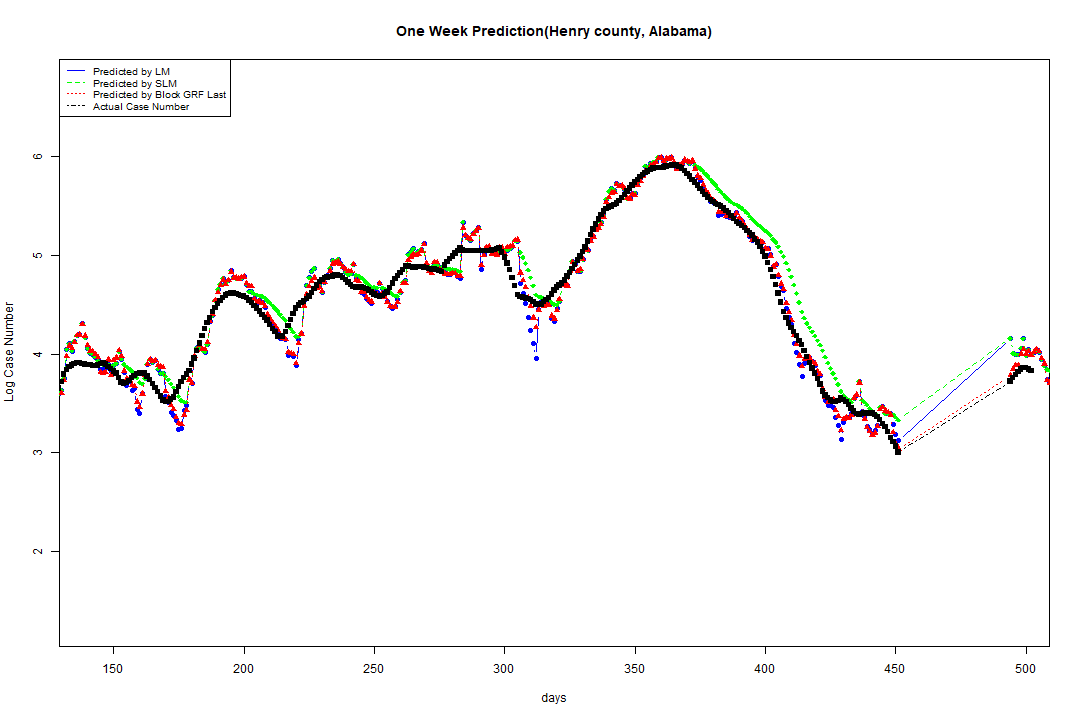 One Week Prediction(Henry county, Alabama)
Predicted by LM
Predicted by SLM
Predicted by Block GRF Last
Actual Case Number
6
5
4
3
2
Log Case Number
150 200 250 300 350 400 450 500
days